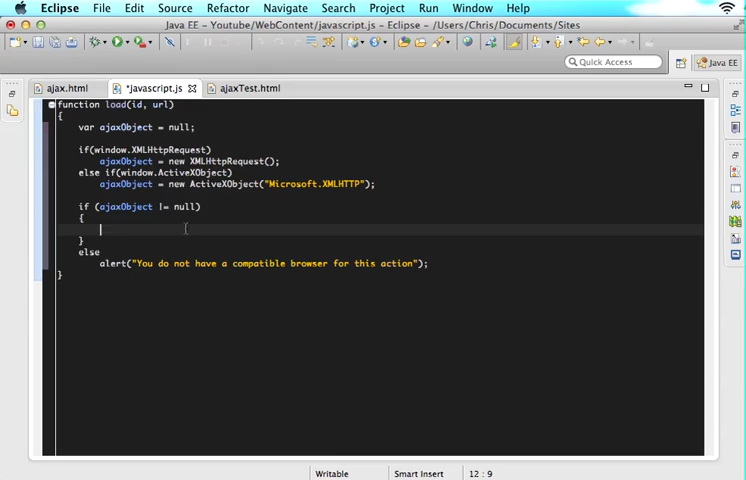 Eclipse File Edit Source Refactor Navigate Search Project Run Window Help
Java EE - Youtube/WebContent/javascript.js - Eclipse - /Users/Chris/Documents/Sites
Quick Access
Java EE
ajax.html *javascript.js ajaxTest.html
function load(id, url)
{
var ajaxObject = null;
if(window.XMLHttpRequest)
ajaxObject = new XMLHttpRequest();
else if(window.ActiveXObject)
ajaxObject = new ActiveXObject("Microsoft.XMLHTTP");
if (ajaxObject != null)
{
}
else
alert("You do not have a compatible browser for this action");
}
Writable Smart Insert 12 : 9